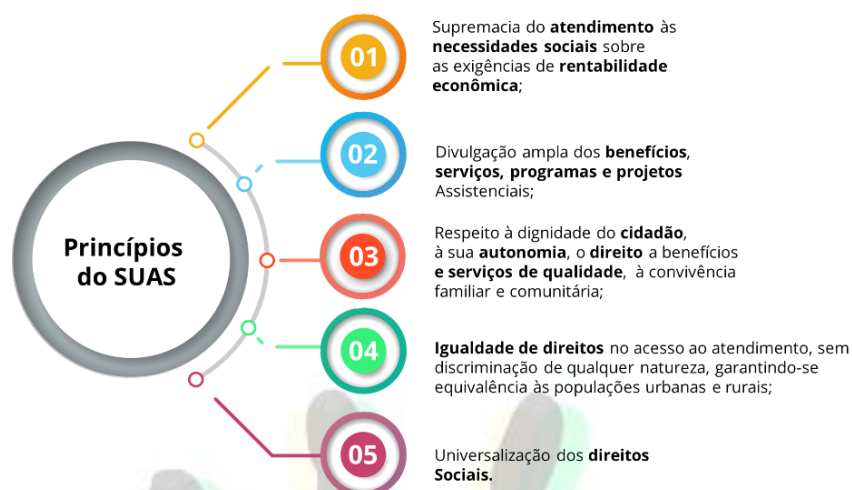 Princípios
do SUAS
01
Supremacia do atendimento às
necessidades sociais sobre
as exigências de rentabilidade
econômica;
02
Divulgação ampla dos benefícios,
serviços, programas e projetos
Assistenciais;
03
Respeito à dignidade do cidadão,
à sua autonomia, o direito a benefícios
e serviços de qualidade, à convivência
familiar e comunitária;
04
Igualdade de direitos no acesso ao atendimento, sem
discriminação de qualquer natureza, garantindo-se
equivalência às populações urbanas e rurais;
05
Universalização dos direitos
Sociais.